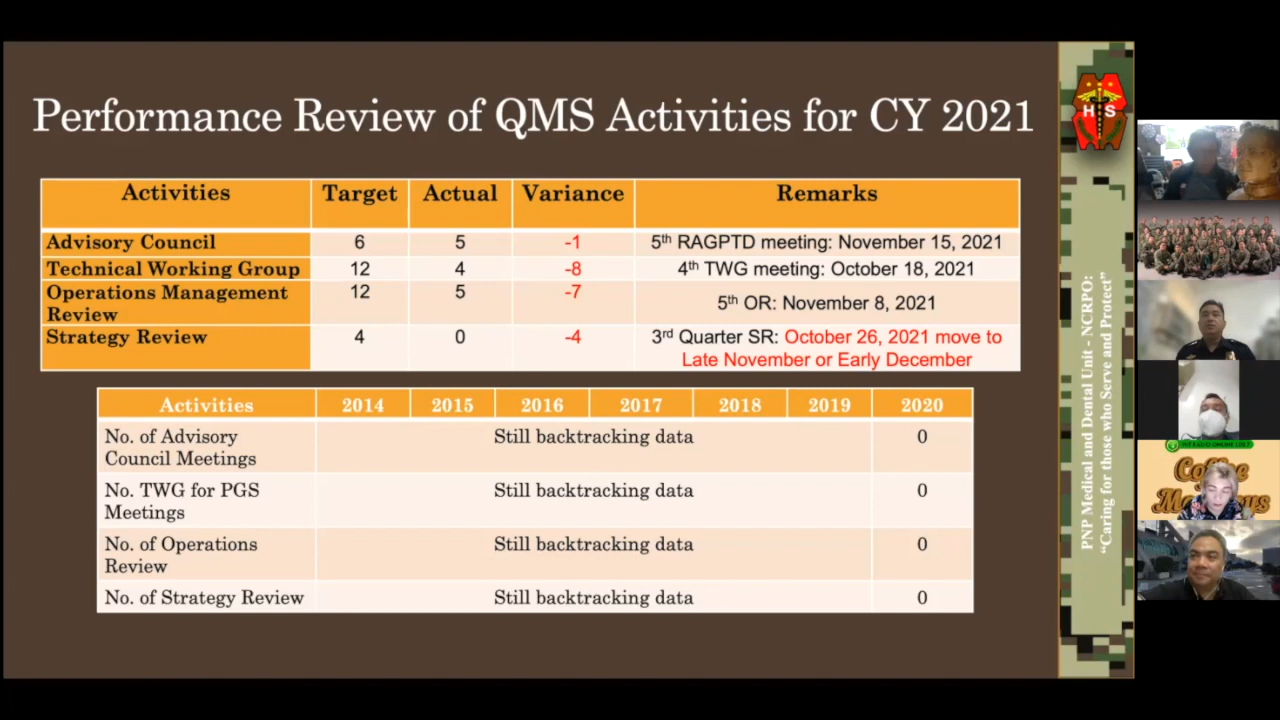 Performance Review of QMS Activities for CY 2021
Activities Target Actual Variance Remarks
Advisory Council 6 5 -1 5th RAGPTD meeting: November 15, 2021
Technical Working Group 12 4 -8 4th TWG meeting: October 18, 2021
Operations Management Review 12 5 -7 5th OR: November 8, 2021
Strategy Review 4 0 -4 3rd Quarter SR: October 26, 2021 move to
Late November or Early December
Activities 2014 2015 2016 2017 2018 2019 2020
No. of Advisory Council Meetings Still backtracking data 0
No. TWG for PGS Meetings Still backtracking data 0
No. of Operations Review Still backtracking data 0
No. of Strategy Review Still backtracking data 0
H S
PNP Medical and Dental Unit - NCRPO:
“Caring for those who Serve and Protect”
Coffee